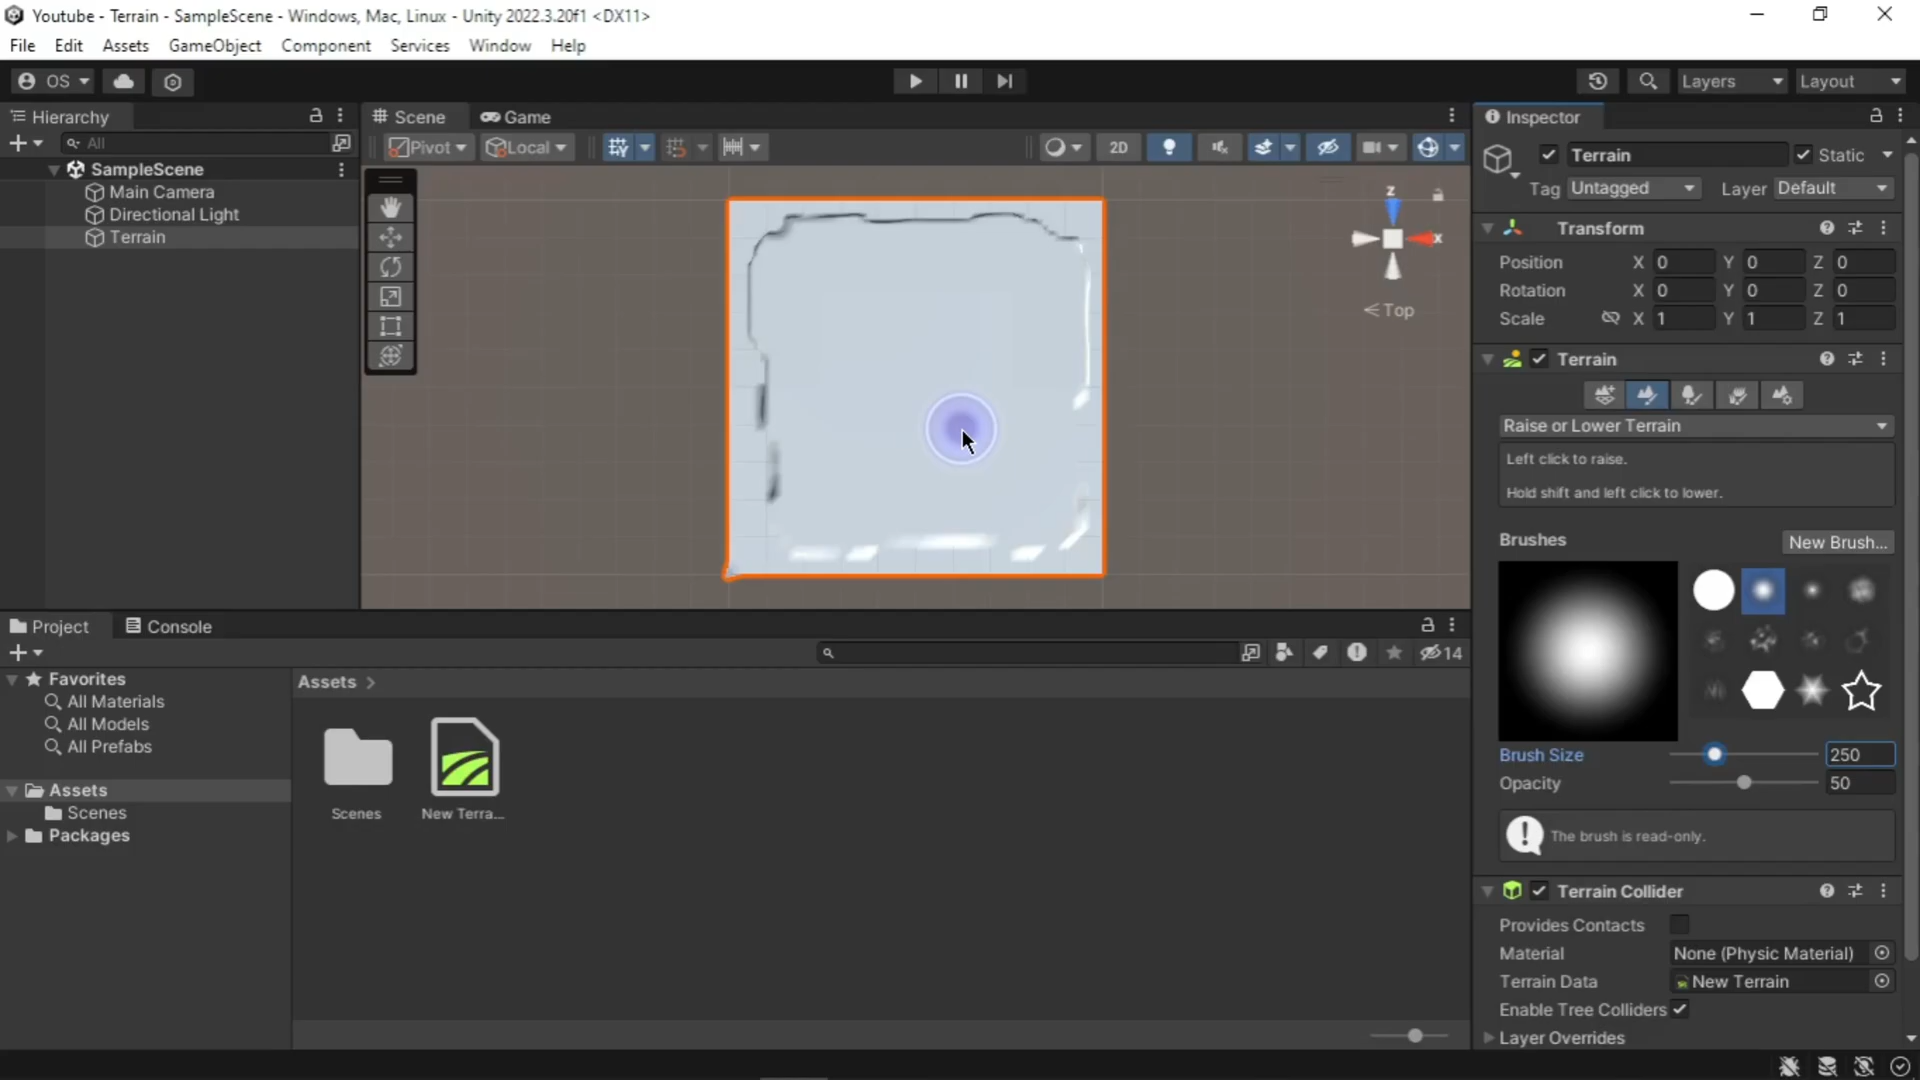 Youtube - Terrain - SampleScene - Windows, Mac, Linux - Unity 2022.3.20f1 <DX11>
File Edit Assets GameObject Component Services Window Help
OS Layers Layout
Hierarchy
All
SampleScene
Main Camera
Directional Light
Terrain
Scene Game
Pivot Local 2D
z
x
Top
Inspector
Terrain Static
Tag Untagged Layer Default
Transform
Position X 0 Y 0 Z 0
Rotation X 0 Y 0 Z 0
Scale X 1 Y 1 Z 1
Terrain
Raise or Lower Terrain
Left click to raise.
Hold shift and left click to lower.
Brushes New Brush...
Brush Size 250
Opacity 50
The brush is read-only.
Terrain Collider
Provides Contacts
Material None (Physic Material)
Terrain Data New Terrain
Enable Tree Colliders
Layer Overrides
Project Console
14
Favorites
All Materials
All Models
All Prefabs
Assets
Scenes
Packages
Assets >
Scenes New Terra...